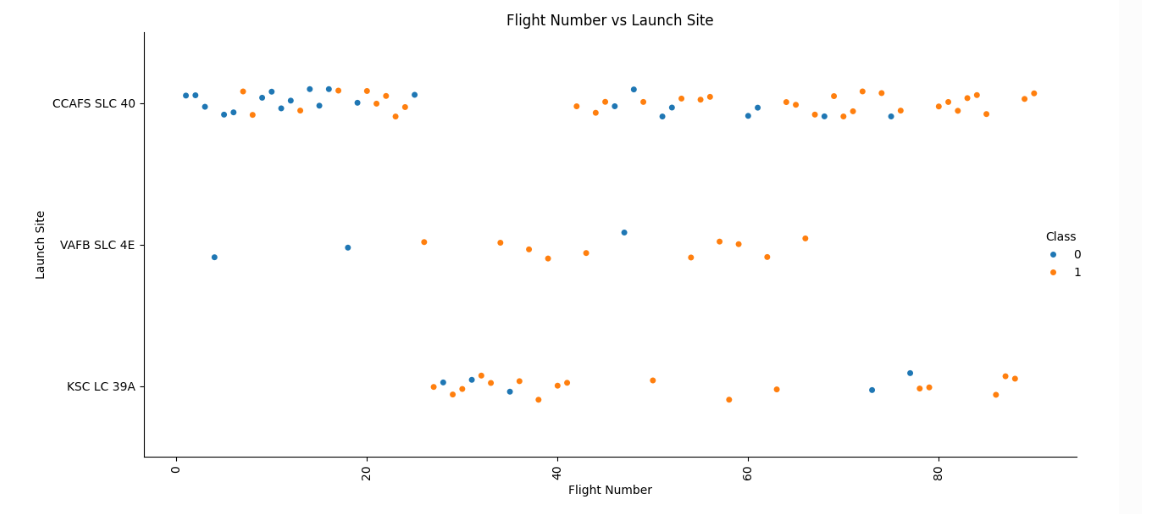 Flight Number vs Launch Site
CCAFS SLC 40
VAFB SLC 4E
KSC LC 39A
Launch Site
0
20
40
60
80
Flight Number
Class
0
1